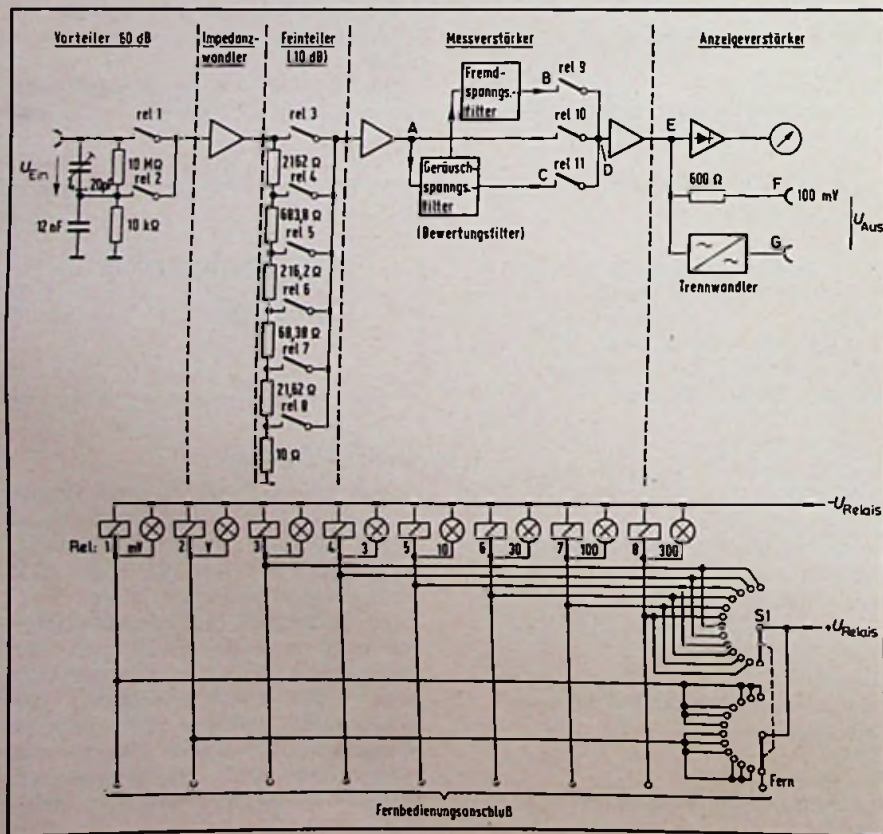 Vorteiler 60 dB
Impedanz-
wandler
Feinteiler
(10 dB)
Messverstärker
Anzeigeverstärker
rel 1
rel 2
U Ein
20pF
10 MΩ
12 nF
10 kΩ
rel 3
2162 Ω
rel 4
683,8 Ω
rel 5
216,2 Ω
rel 6
68,38 Ω
rel 7
21,62 Ω
rel 8
10 Ω
A
Fremd-
spanngs.-
filter
B
rel 9
rel 10
Geräusch-
spanngs.-
filter
C
rel 11
D
(Bewertungsfilter)
E
600 Ω
F
100 mV
U Aus
G
Trennwandler
-U Relais
Rel: 1 mV 2 V 3 1 4 3 5 10 6 30 7 100 8 300
S1
+U Relais
Fern
Fernbedienungsanschluß